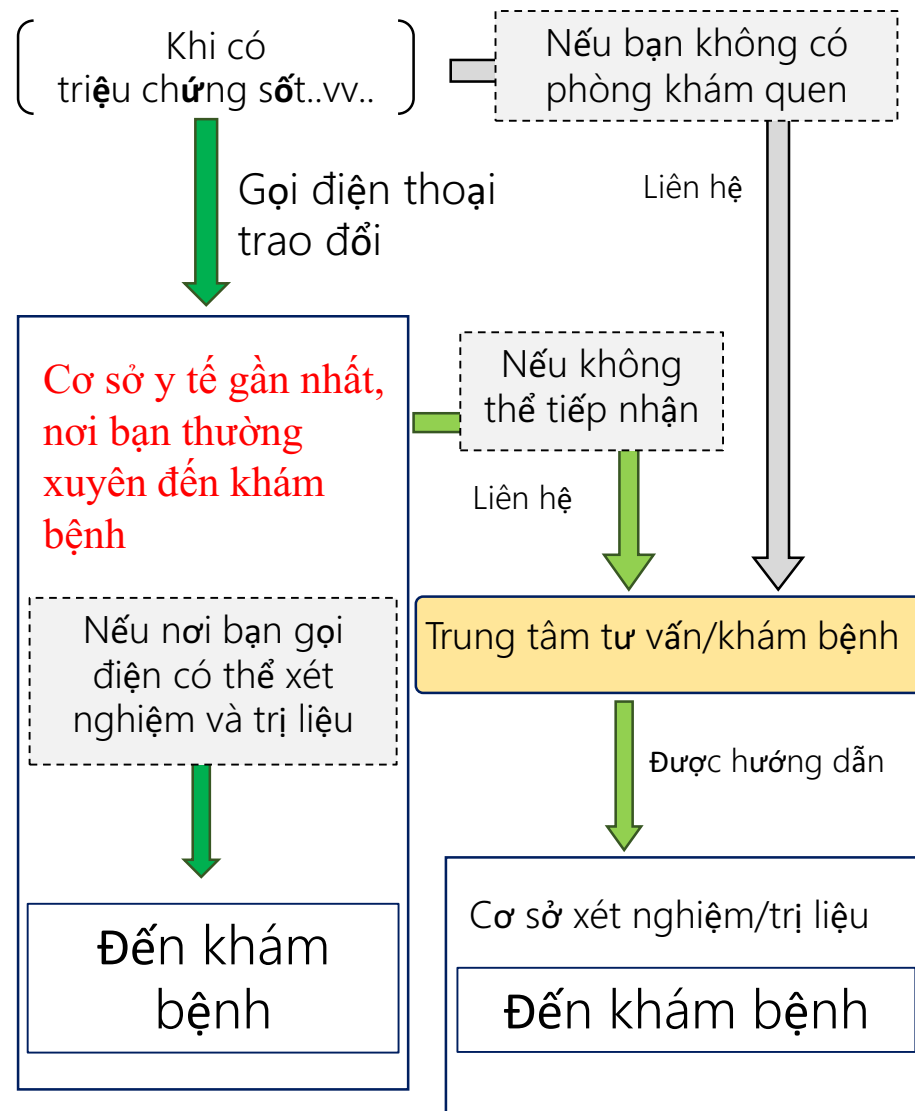 Khi có
triệu chứng sốt..vv..
Nếu bạn không có
phòng khám quen
Gọi điện thoại
trao đổi
Liên hệ
Cơ sở y tế gần nhất,
nơi bạn thường
xuyên đến khám
bệnh
Nếu không
thể tiếp nhận
Liên hệ
Nếu nơi bạn gọi
điện có thể xét
nghiệm và trị liệu
Trung tâm tư vấn/khám bệnh
Được hướng dẫn
Đến khám
bệnh
Cơ sở xét nghiệm/trị liệu
Đến khám bệnh